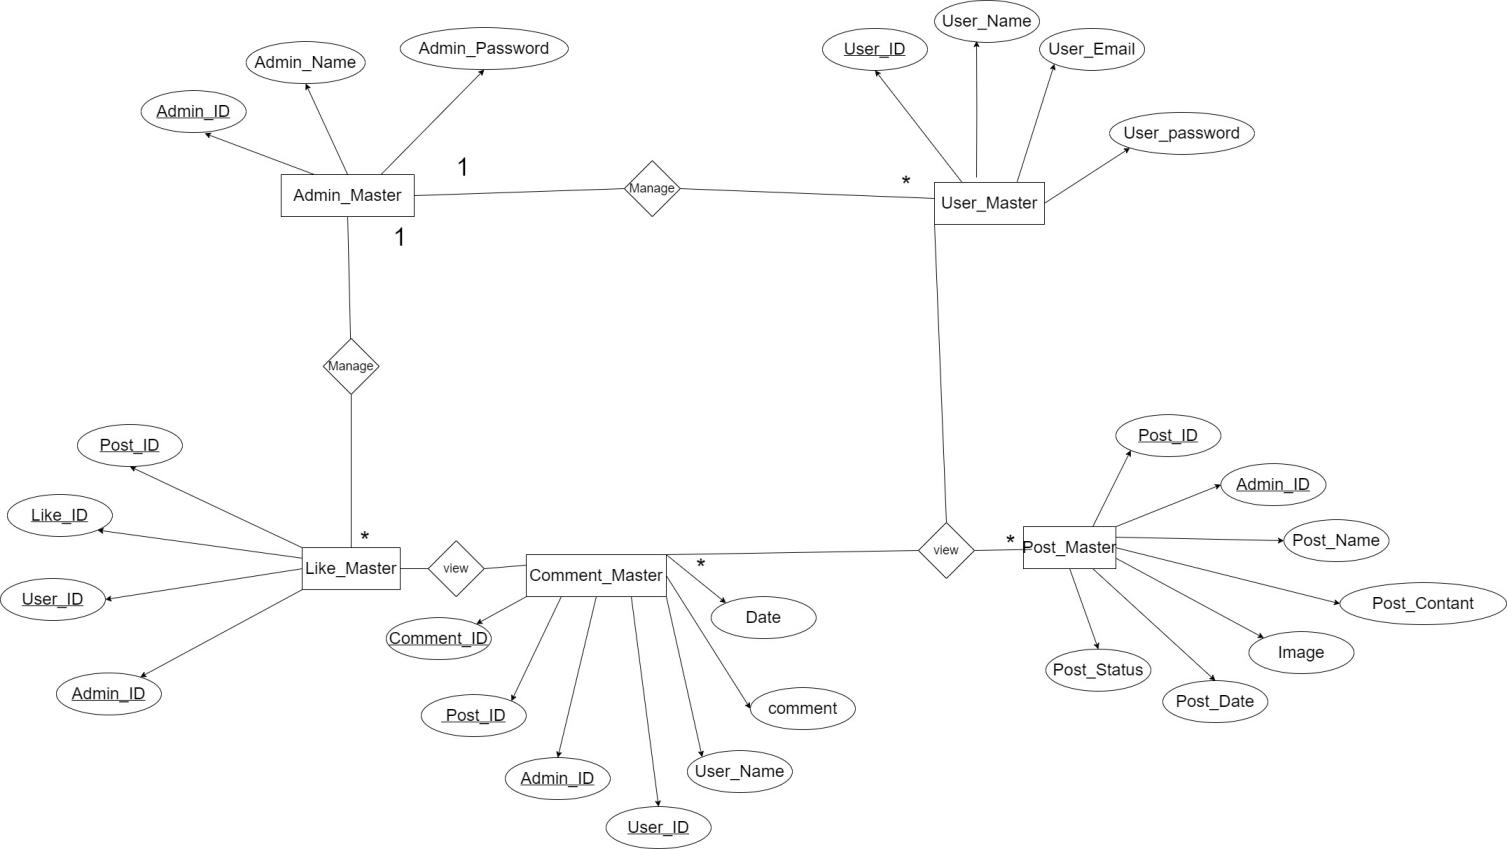 User_Name
Admin_Password
User_ID
User_Email
Admin_Name
Admin_ID
User_password
1
Manage
*
Admin_Master
User_Master
1
Manage
Post_ID
Post_ID
Admin_ID
Like_ID
*
*
Post_Name
Post_Master
view
Like_Master
view
Comment_Master
*
User_ID
Post_Contant
Date
Comment_ID
Image
Post_Status
Admin_ID
Post_Date
comment
Post_ID
User_Name
Admin_ID
User_ID